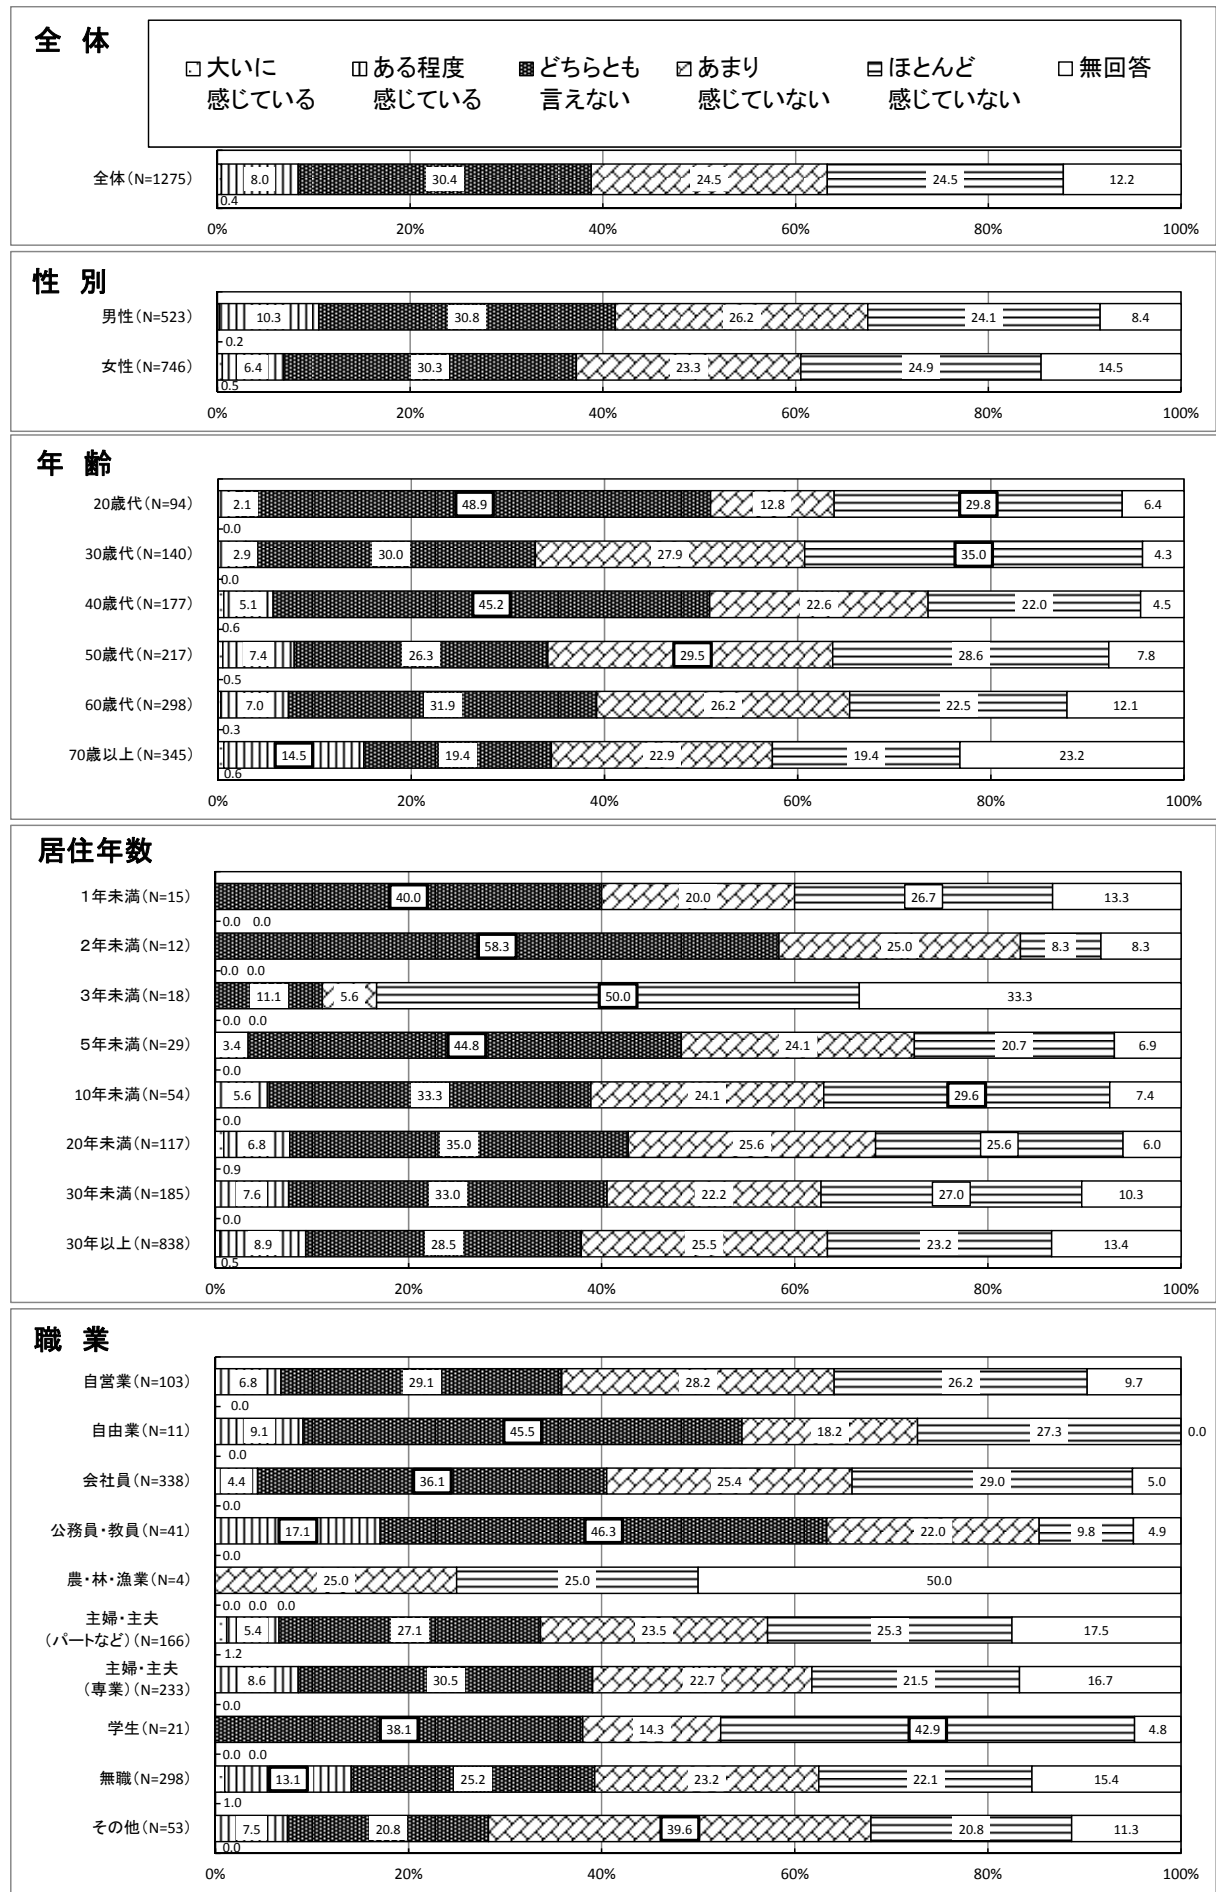 全 体
大いに ある程度 どちらとも あまり ほとんど 無回答
感じている 感じている 言えない 感じていない 感じていない
全体(N=1275) 8.0 30.4 24.5 24.5 12.2
0.4
0% 20% 40% 60% 80% 100%
性 別
男性(N=523) 10.3 30.8 26.2 24.1 8.4
0.2
女性(N=746) 6.4 30.3 23.3 24.9 14.5
0.5
0% 20% 40% 60% 80% 100%
年 齢
20歳代(N=94) 2.1 48.9 12.8 29.8 6.4
0.0
30歳代(N=140) 2.9 30.0 27.9 35.0 4.3
0.0
40歳代(N=177) 5.1 45.2 22.6 22.0 4.5
0.6
50歳代(N=217) 7.4 26.3 29.5 28.6 7.8
0.5
60歳代(N=298) 7.0 31.9 26.2 22.5 12.1
0.3
70歳以上(N=345) 14.5 19.4 22.9 19.4 23.2
0.6
0% 20% 40% 60% 80% 100%
居住年数
1年未満(N=15) 40.0 20.0 26.7 13.3
0.0 0.0
2年未満(N=12) 58.3 25.0 8.3 8.3
0.0 0.0
3年未満(N=18) 11.1 5.6 50.0 33.3
0.0 0.0
5年未満(N=29) 3.4 44.8 24.1 20.7 6.9
0.0
10年未満(N=54) 5.6 33.3 24.1 29.6 7.4
0.0
20年未満(N=117) 6.8 35.0 25.6 25.6 6.0
0.9
30年未満(N=185) 7.6 33.0 22.2 27.0 10.3
0.0
30年以上(N=838) 8.9 28.5 25.5 23.2 13.4
0.5
0% 20% 40% 60% 80% 100%
職 業
自営業(N=103) 6.8 29.1 28.2 26.2 9.7
0.0
自由業(N=11) 9.1 45.5 18.2 27.3 0.0
0.0
会社員(N=338) 4.4 36.1 25.4 29.0 5.0
0.0
公務員・教員(N=41) 17.1 46.3 22.0 9.8 4.9
0.0
農・林・漁業(N=4) 25.0 25.0 50.0
0.0 0.0 0.0
主婦・主夫
(パートなど)(N=166) 5.4 27.1 23.5 25.3 17.5
1.2
主婦・主夫
(専業)(N=233) 8.6 30.5 22.7 21.5 16.7
0.0
学生(N=21) 38.1 14.3 42.9 4.8
0.0 0.0
無職(N=298) 13.1 25.2 23.2 22.1 15.4
1.0
その他(N=53) 7.5 20.8 39.6 20.8 11.3
0.0
0% 20% 40% 60% 80% 100%